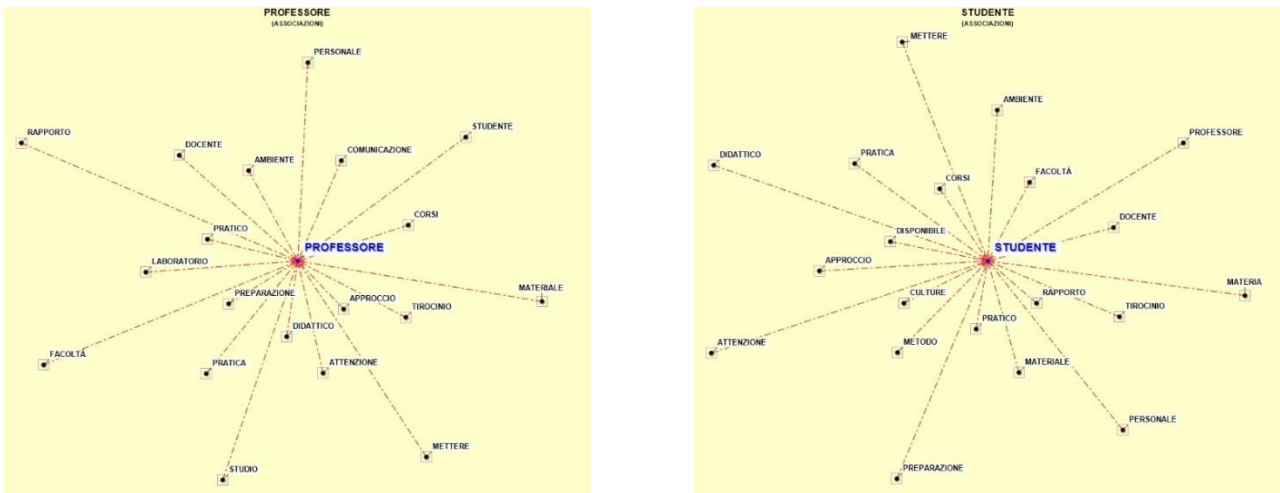 PROFESSORE
(ASSOCIAZIONI)
PERSONALE
RAPPORTO
STUDENTE
DOCENTE
COMUNICAZIONE
AMBIENTE
CORSI
PRATICO
PROFESSORE
LABORATORIO
MATERIALE
PREPARAZIONE
APPROCCIO
TIROCINIO
DIDATTICO
FACOLTÀ
PRATICA
ATTENZIONE
METTERE
STUDIO
STUDENTE
(ASSOCIAZIONI)
METTERE
AMBIENTE
PROFESSORE
DIDATTICO
PRATICA
FACOLTÀ
CORSI
DOCENTE
DISPONIBILE
STUDENTE
APPROCCIO
MATERIA
CULTURE
RAPPORTO
TIROCINIO
PRATICO
ATTENZIONE
METODO
MATERIALE
PERSONALE
PREPARAZIONE